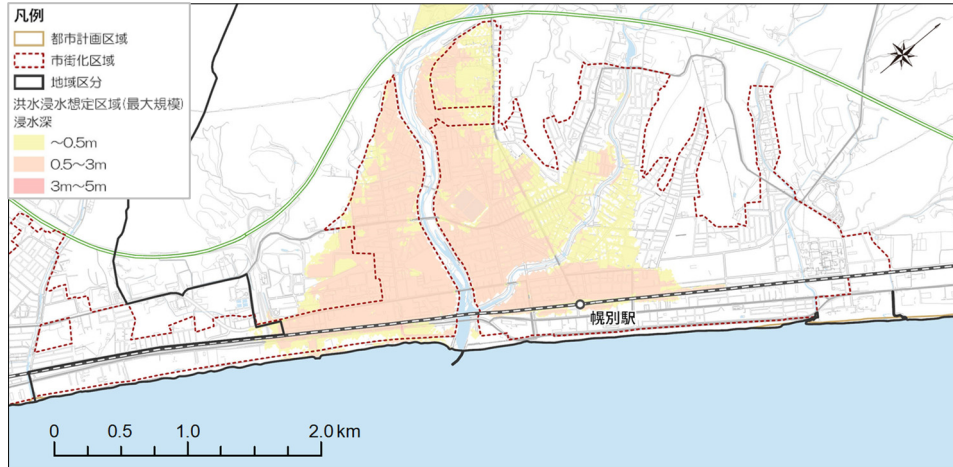 凡例
都市計画区域
市街化区域
地域区分
洪水浸水想定区域(最大規模)
浸水深
～0.5m
0.5～3m
3m～5m
幌別駅
0 0.5 1.0 2.0 km